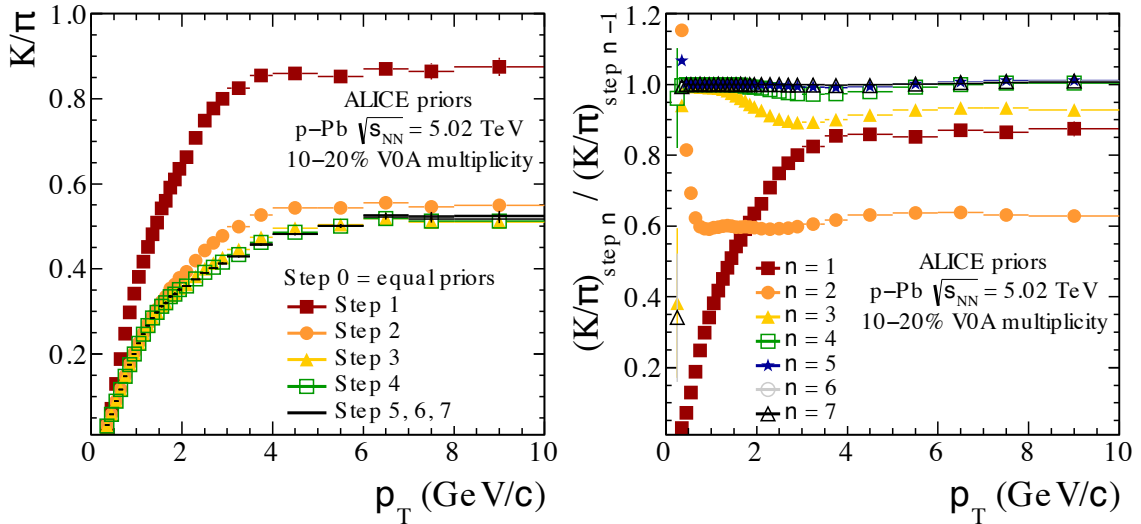 K/π
1.0
0.8
0.6
0.4
0.2
0 2 4 6 8 10
p_T (GeV/c)
ALICE priors
p–Pb √s_NN = 5.02 TeV
10–20% V0A multiplicity
Step 0 = equal priors
Step 1
Step 2
Step 3
Step 4
Step 5, 6, 7
(K/π)_step n / (K/π)_step n −1
1.2
1.0
0.8
0.6
0.4
0.2
0 2 4 6 8 10
p_T (GeV/c)
n = 1
n = 2
n = 3
n = 4
n = 5
n = 6
n = 7
ALICE priors
p–Pb √s_NN = 5.02 TeV
10–20% V0A multiplicity